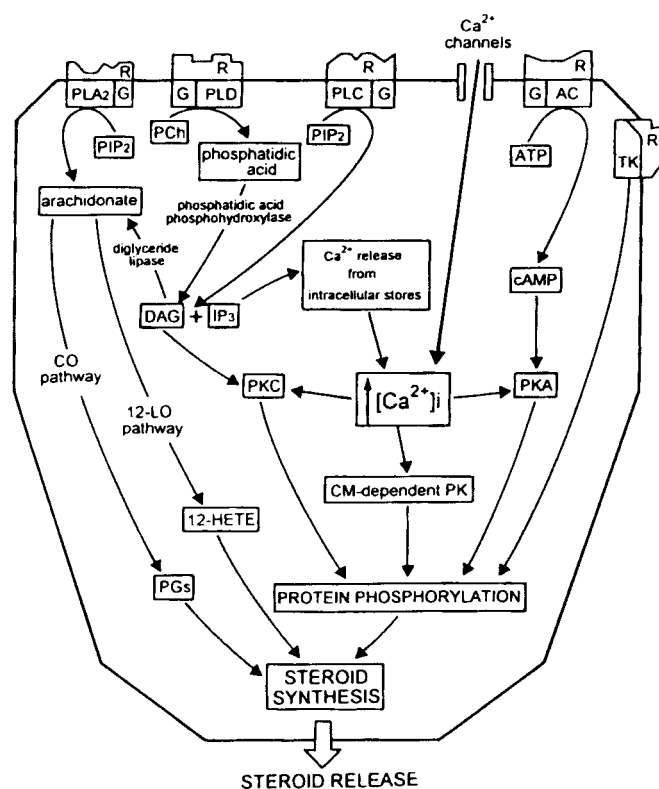 Ca²⁺
channels
R
PLA₂ G
R
G PLD
R
PLC G
R
G AC
R
TK
PIP₂
PCh
phosphatidic
acid
PIP₂
ATP
arachidonate
phosphatidic acid
phosphohydroxylase
diglyceride
lipase
Ca²⁺ release
from
intracellular stores
cAMP
DAG + IP₃
CO
pathway
PKC
[Ca²⁺]i
PKA
12-LO
pathway
CM-dependent PK
12-HETE
PGs
PROTEIN PHOSPHORYLATION
STEROID
SYNTHESIS
STEROID RELEASE